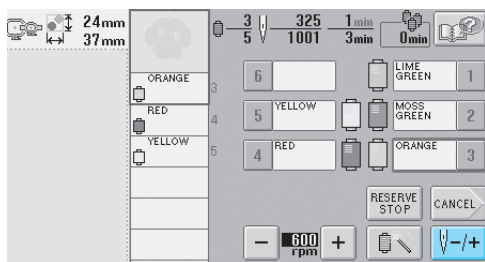 24mm
37mm
3
5
325
1001
1min
3min
0min
ORANGE
3
RED
4
YELLOW
5
6
LIME
GREEN
1
5
YELLOW
MOSS
GREEN
2
4
RED
ORANGE
3
RESERVE
STOP
CANCEL
−
600
rpm
+
−/+